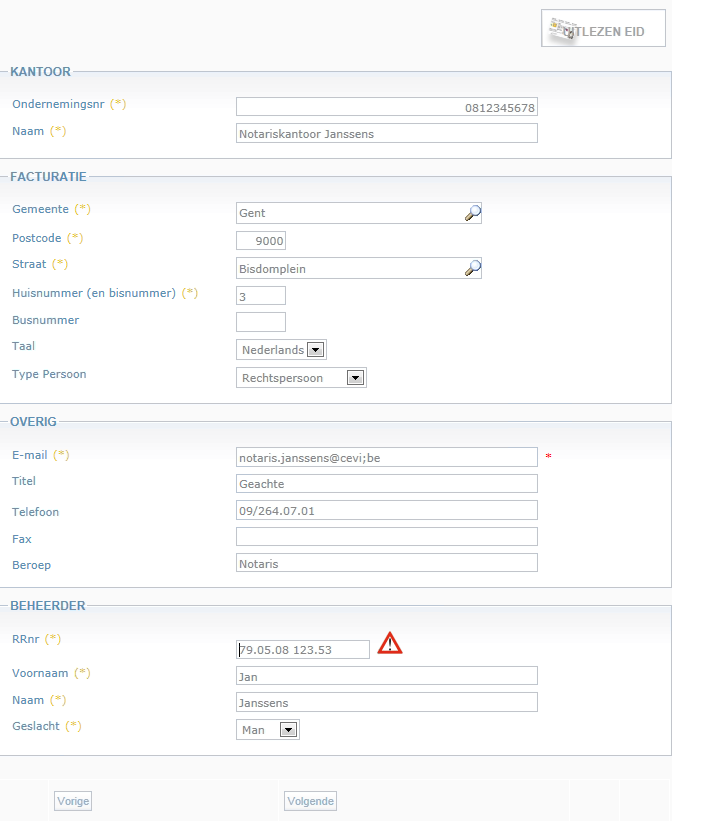 UITLEZEN EID
KANTOOR
Ondernemingsnr (*) 0812345678
Naam (*) Notariskantoor Janssens
FACTURATIE
Gemeente (*) Gent
Postcode (*) 9000
Straat (*) Bisdomplein
Huisnummer (en bisnummer) (*) 3
Busnummer
Taal Nederlands
Type Persoon Rechtspersoon
OVERIG
E-mail (*) notaris.janssens@cevi;be *
Titel Geachte
Telefoon 09/264.07.01
Fax
Beroep Notaris
BEHEERDER
RRnr (*) 79.05.08 123.53
Voornaam (*) Jan
Naam (*) Janssens
Geslacht (*) Man
Vorige Volgende